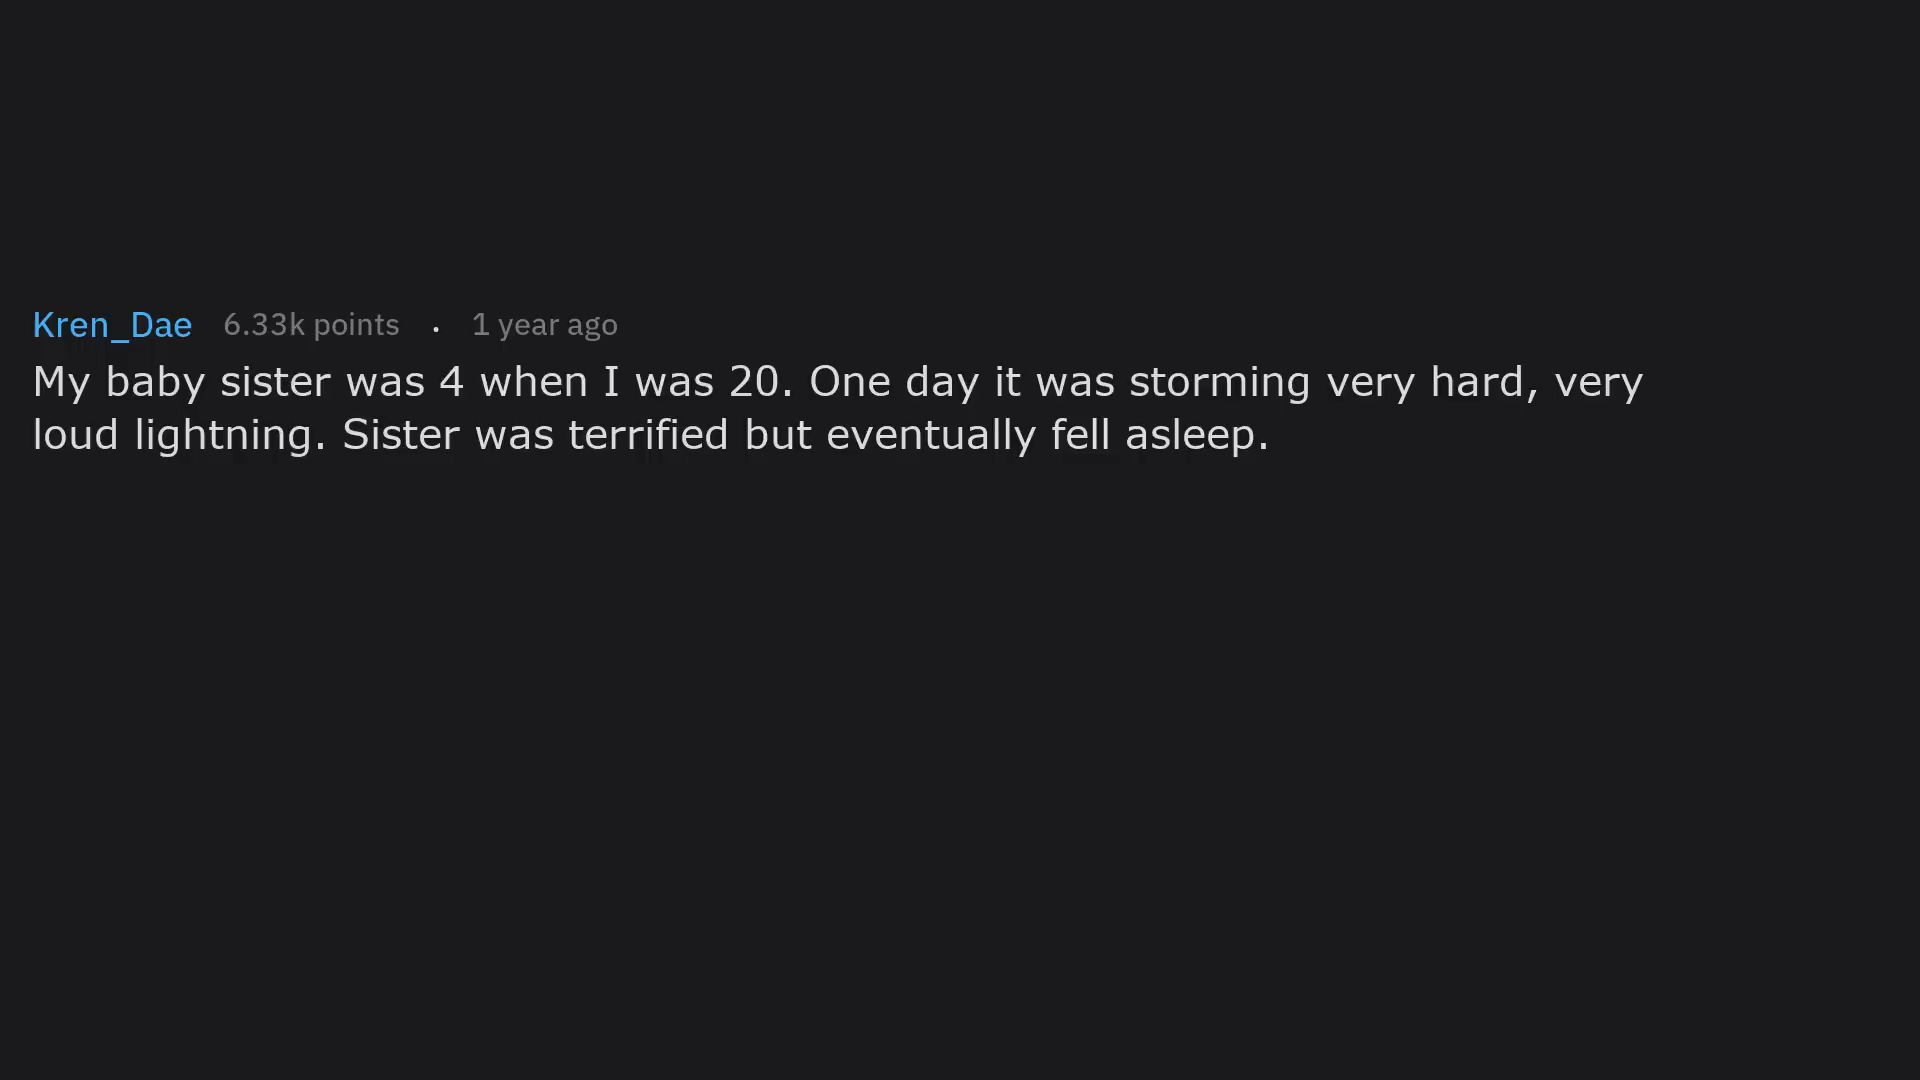 Kren_Dae 6.33k points . 1 year ago
My baby sister was 4 when I was 20. One day it was storming very hard, very
loud lightning. Sister was terrified but eventually fell asleep.